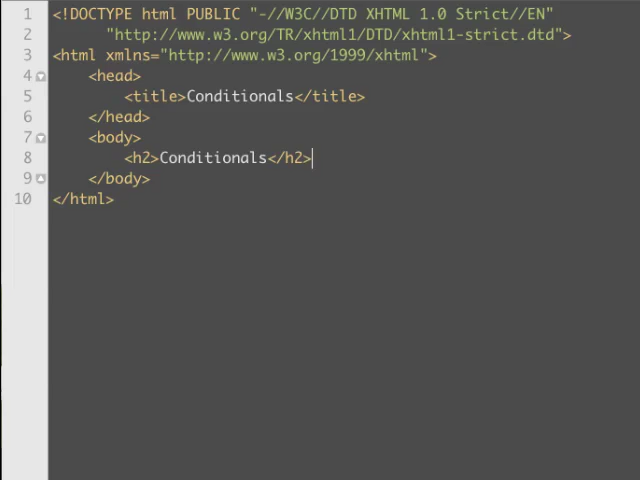 1 <!DOCTYPE html PUBLIC "-//W3C//DTD XHTML 1.0 Strict//EN"
2 "http://www.w3.org/TR/xhtml1/DTD/xhtml1-strict.dtd">
3 <html xmlns="http://www.w3.org/1999/xhtml">
4 <head>
5 <title>Conditionals</title>
6 </head>
7 <body>
8 <h2>Conditionals</h2>
9 </body>
10 </html>